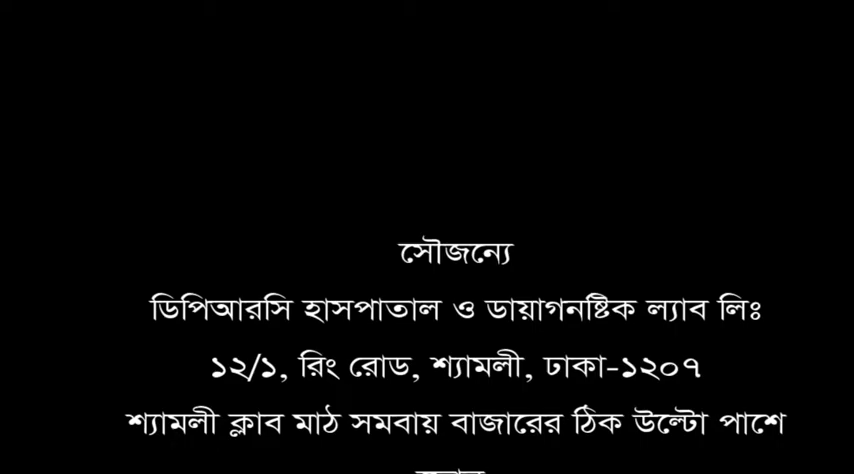 সৌজন্যে
ডিপিআরসি হাসপাতাল ও ডায়াগনষ্টিক ল্যাব লিঃ
১২/১, রিং রোড, শ্যামলী, ঢাকা-১২০৭
শ্যামলী ক্লাব মাঠ সমবায় বাজারের ঠিক উল্টো পাশে